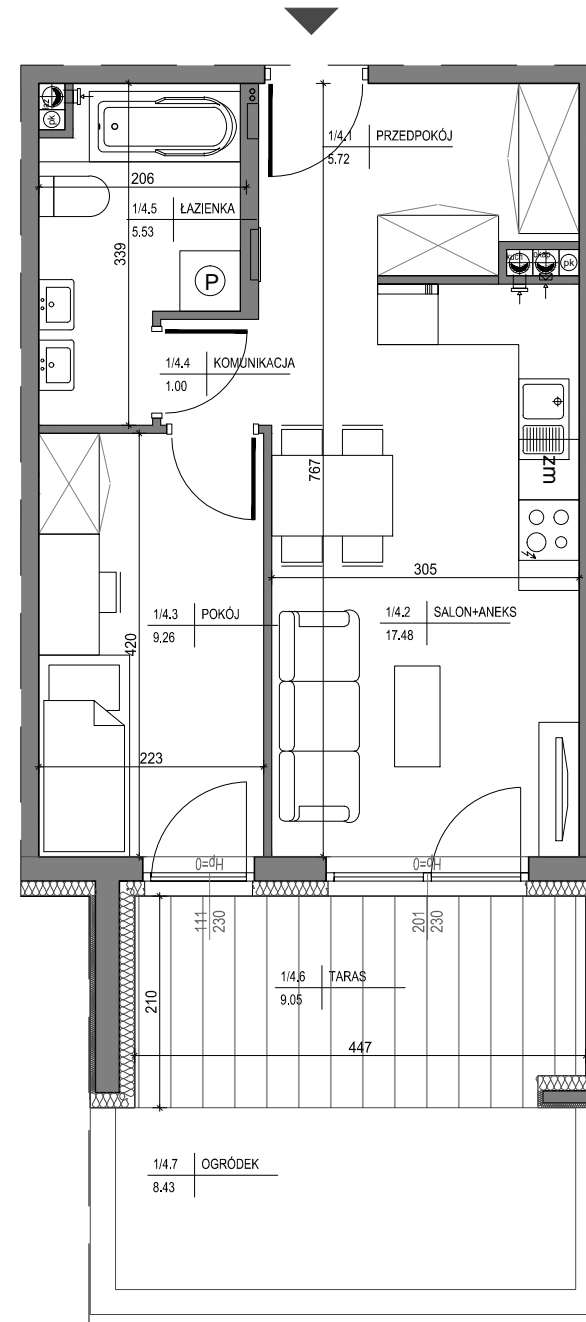 pk
1/4.1 PRZEDPOKÓJ
5.72
206
1/4.5 ŁAZIENKA
5.53
339
P
pk
1/4.4 KOMUNIKACJA
1.00
767
zm
305
1/4.3 POKÓJ
9.26
1/4.2 SALON+ANEKS
17.48
420
223
Hp=0
Hp=0
111
230
201
230
1/4.6 TARAS
9.05
210
447
1/4.7 OGRÓDEK
8.43